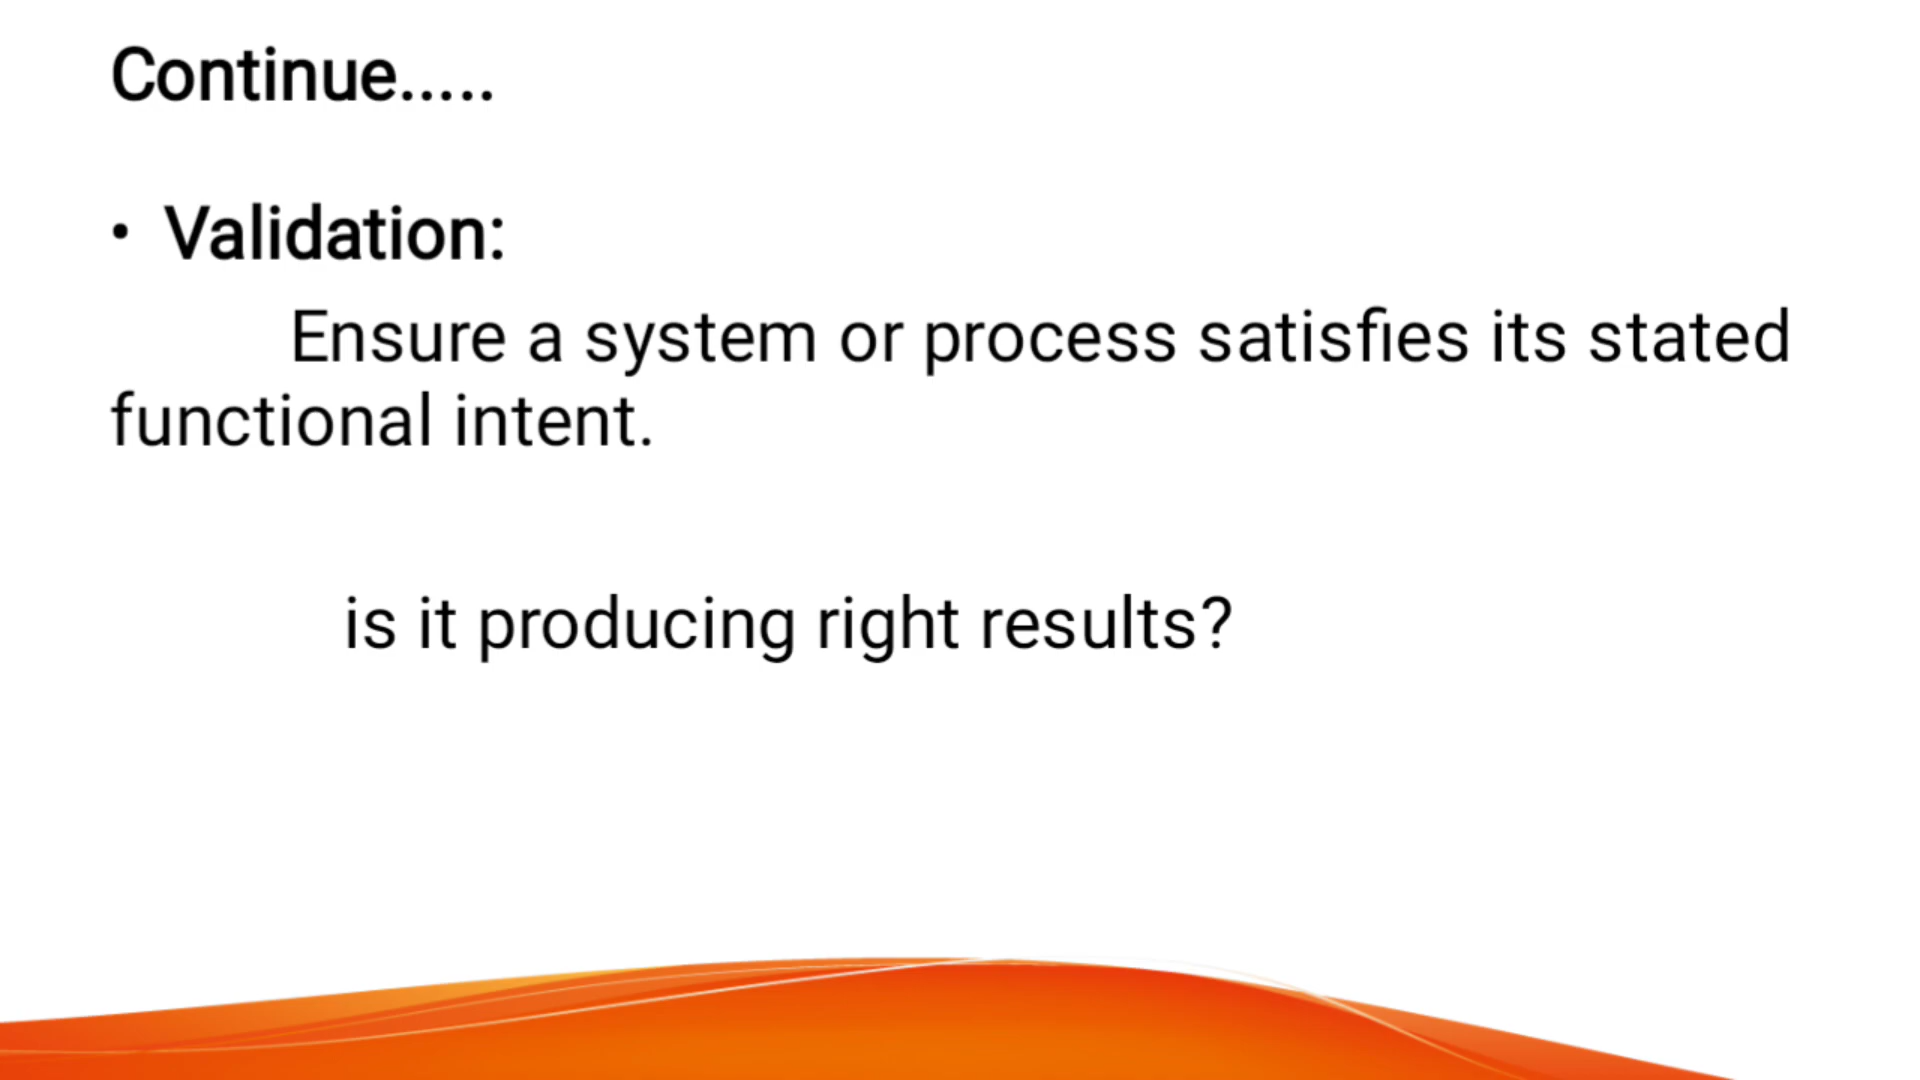 Continue.....
• Validation:
Ensure a system or process satisfies its stated
functional intent.
is it producing right results?